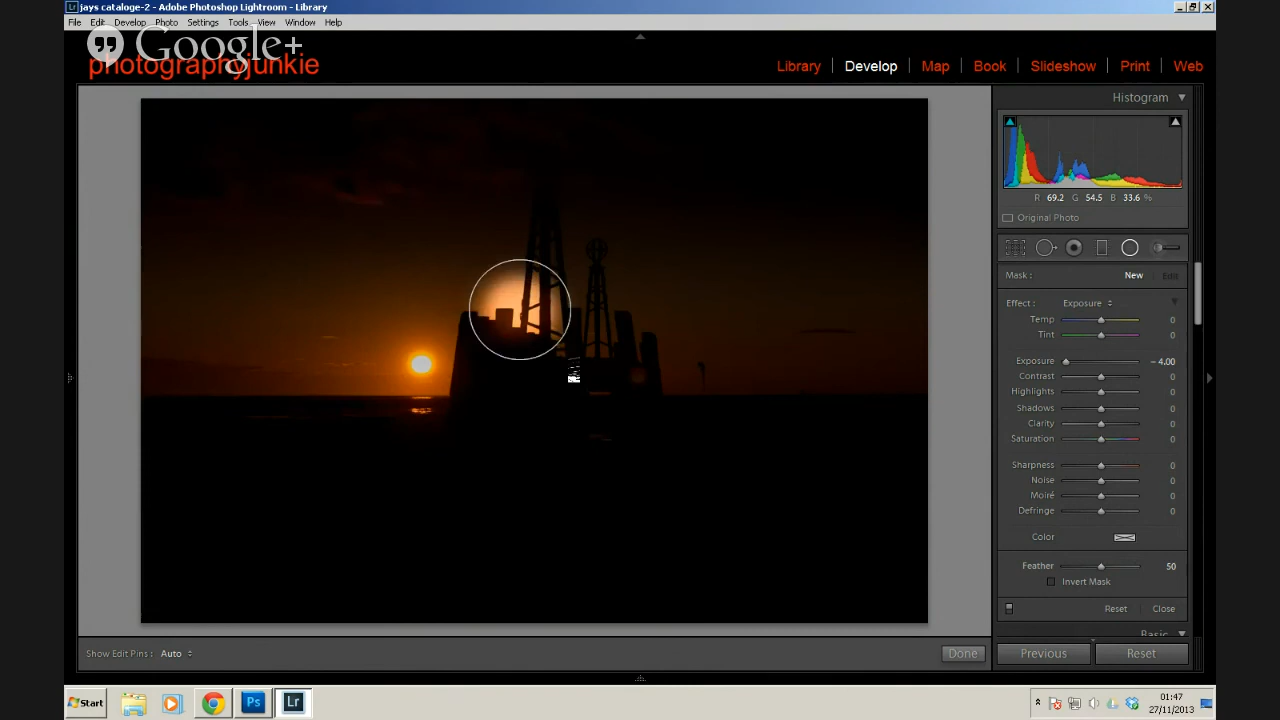 jays cataloge-2 - Adobe Photoshop Lightroom - Library
File Edit Develop Photo Settings Tools View Window Help
Google+
photographyjunkie
Library Develop Map Book Slideshow Print Web
Histogram
R 69.2 G 54.5 B 33.6 %
Original Photo
Mask : New Edit
Effect : Exposure
Temp 0
Tint 0
Exposure – 4.00
Contrast 0
Highlights 0
Shadows 0
Clarity 0
Saturation 0
Sharpness 0
Noise 0
Moiré 0
Defringe 0
Color
Feather 50
Invert Mask
Reset Close
Basic
Show Edit Pins : Auto Done Previous Reset
Start Ps Lr 01:47
27/11/2013